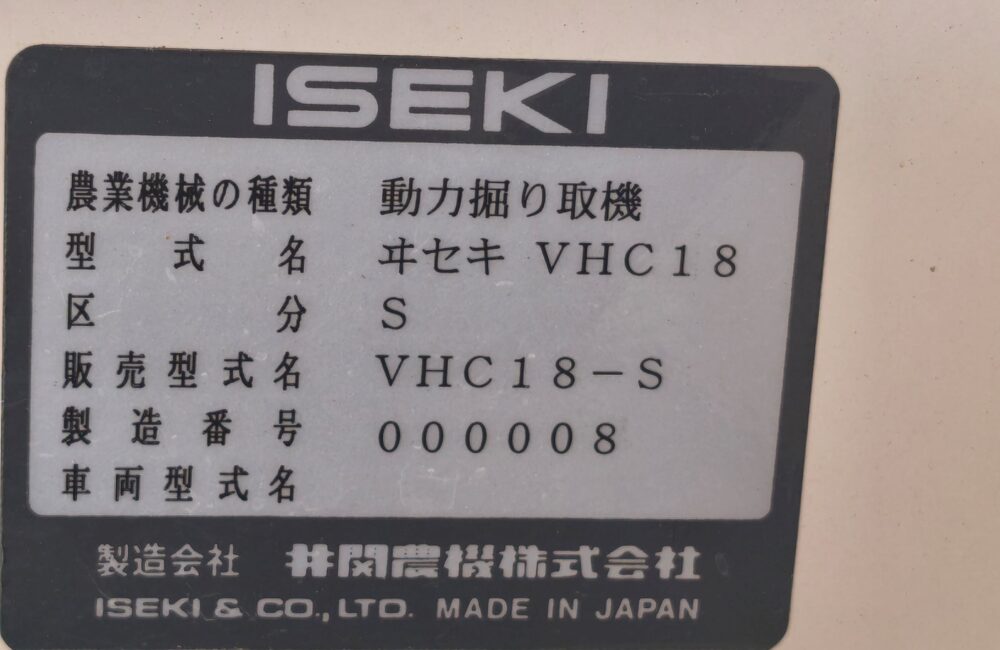 ISEKI
農業機械の種類 動力掘り取機
型式名 ヰセキ VHC18
区分 S
販売型式名 VHC18-S
製造番号 000008
車両型式名
製造会社 井関農機株式会社
ISEKI & CO.,LTD. MADE IN JAPAN